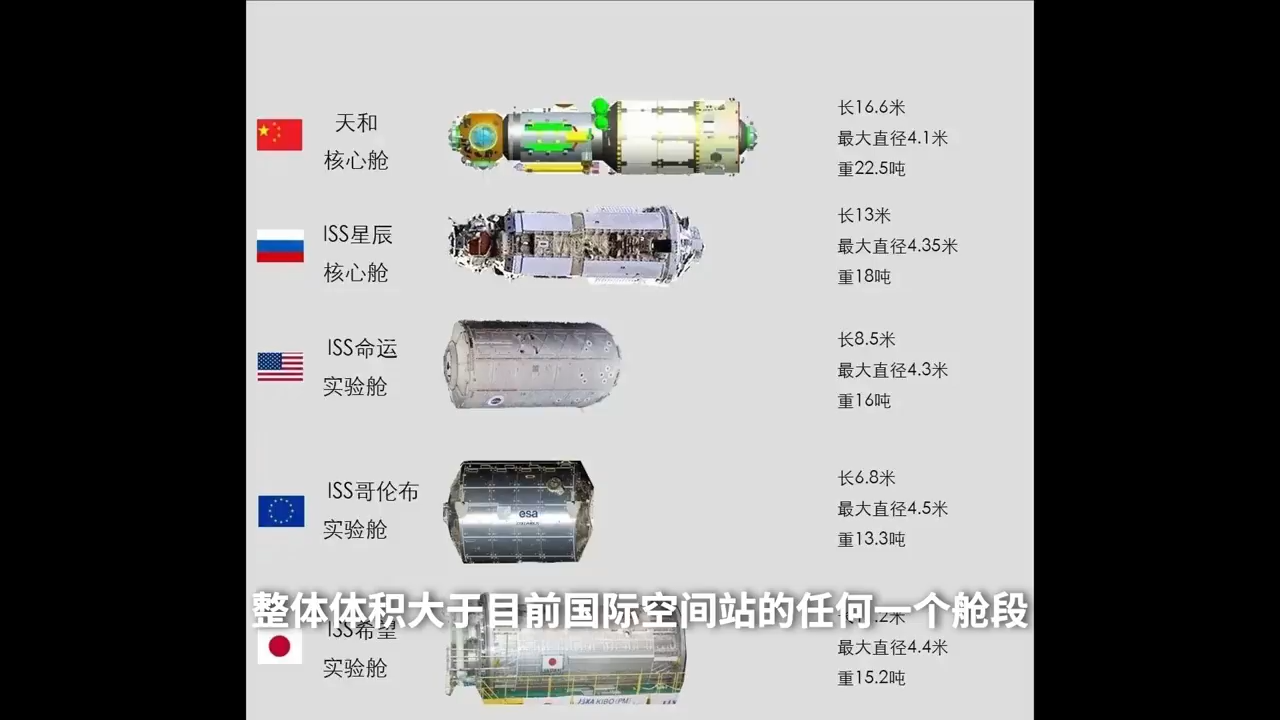 天和
核心舱
长16.6米
最大直径4.1米
重22.5吨
ISS星辰
核心舱
长13米
最大直径4.35米
重18吨
ISS命运
实验舱
长8.5米
最大直径4.3米
重16吨
ISS哥伦布
实验舱
esa
长6.8米
最大直径4.5米
重13.3吨
整体体积大于目前国际空间站的任何一个舱段
ISS希望
实验舱
最大直径4.4米
重15.2吨